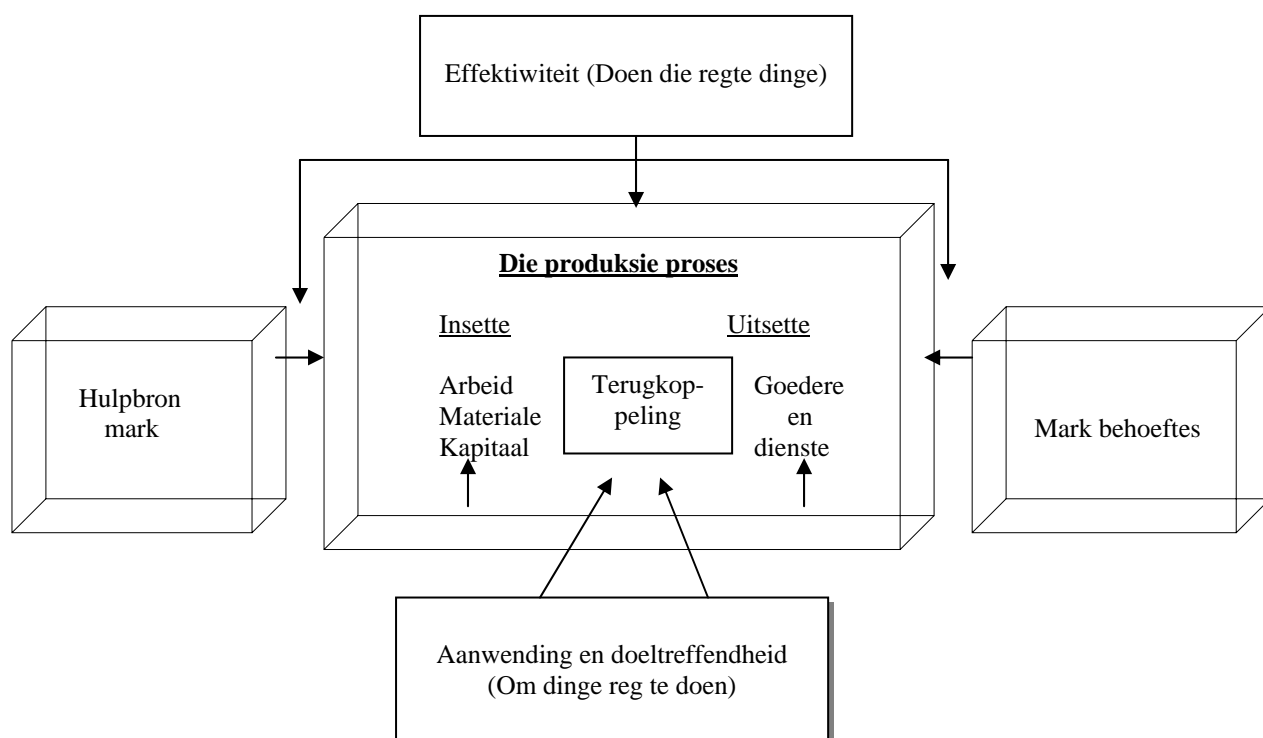 Effektiwiteit (Doen die regte dinge)
Die produksie proses
Insette
Uitsette
Hulpbron
mark
Arbeid
Materiale
Kapitaal
Terugkop-
peling
Goedere
en
dienste
Mark behoeftes
Aanwending en doeltreffendheid
(Om dinge reg te doen)